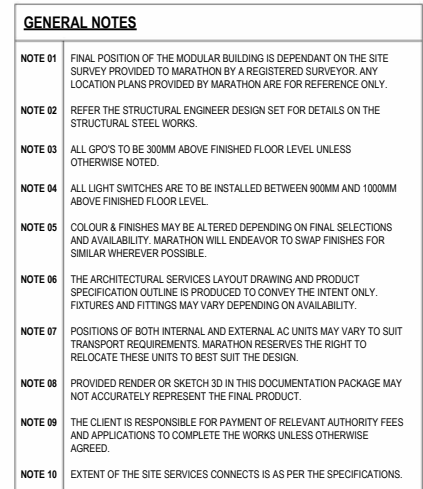 GENERAL NOTES
NOTE 01 FINAL POSITION OF THE MODULAR BUILDING IS DEPENDANT ON THE SITE
SURVEY PROVIDED TO MARATHON BY A REGISTERED SURVEYOR. ANY
LOCATION PLANS PROVIDED BY MARATHON ARE FOR REFERENCE ONLY.
NOTE 02 REFER THE STRUCTURAL ENGINEER DESIGN SET FOR DETAILS ON THE
STRUCTURAL STEEL WORKS.
NOTE 03 ALL GPO'S TO BE 300MM ABOVE FINISHED FLOOR LEVEL UNLESS
OTHERWISE NOTED.
NOTE 04 ALL LIGHT SWITCHES ARE TO BE INSTALLED BETWEEN 900MM AND 1000MM
ABOVE FINISHED FLOOR LEVEL.
NOTE 05 COLOUR & FINISHES MAY BE ALTERED DEPENDING ON FINAL SELECTIONS
AND AVAILABILITY. MARATHON WILL ENDEAVOR TO SWAP FINISHES FOR
SIMILAR WHEREVER POSSIBLE.
NOTE 06 THE ARCHITECTURAL SERVICES LAYOUT DRAWING AND PRODUCT
SPECIFICATION OUTLINE IS PRODUCED TO CONVEY THE INTENT ONLY.
FIXTURES AND FITTINGS MAY VARY DEPENDING ON AVAILABILITY.
NOTE 07 POSITIONS OF BOTH INTERNAL AND EXTERNAL AC UNITS MAY VARY TO SUIT
TRANSPORT REQUIREMENTS. MARATHON RESERVES THE RIGHT TO
RELOCATE THESE UNITS TO BEST SUIT THE DESIGN.
NOTE 08 PROVIDED RENDER OR SKETCH 3D IN THIS DOCUMENTATION PACKAGE MAY
NOT ACCURATELY REPRESENT THE FINAL PRODUCT.
NOTE 09 THE CLIENT IS RESPONSIBLE FOR PAYMENT OF RELEVANT AUTHORITY FEES
AND APPLICATIONS TO COMPLETE THE WORKS UNLESS OTHERWISE
AGREED.
NOTE 10 EXTENT OF THE SITE SERVICES CONNECTS IS AS PER THE SPECIFICATIONS.